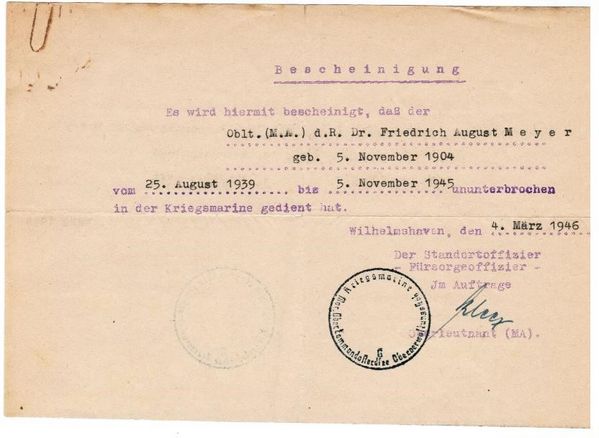 Bescheinigung
Es wird hiermit bescheinigt, daß der
Oblt.(M.A.) d.R. Dr. Friedrich August Meyer
geb. 5. November 1904
vom 25. August 1939 bis 5. November 1945 ununterbrochen
in der Kriegsmarine gedient hat.
Wilhelmshaven, den 4. März 1946
Der Standortoffizier
- Fürsorgeoffizier -
Jm Auftrage
Oberleutnant (MA).
Kriegsmarine
G